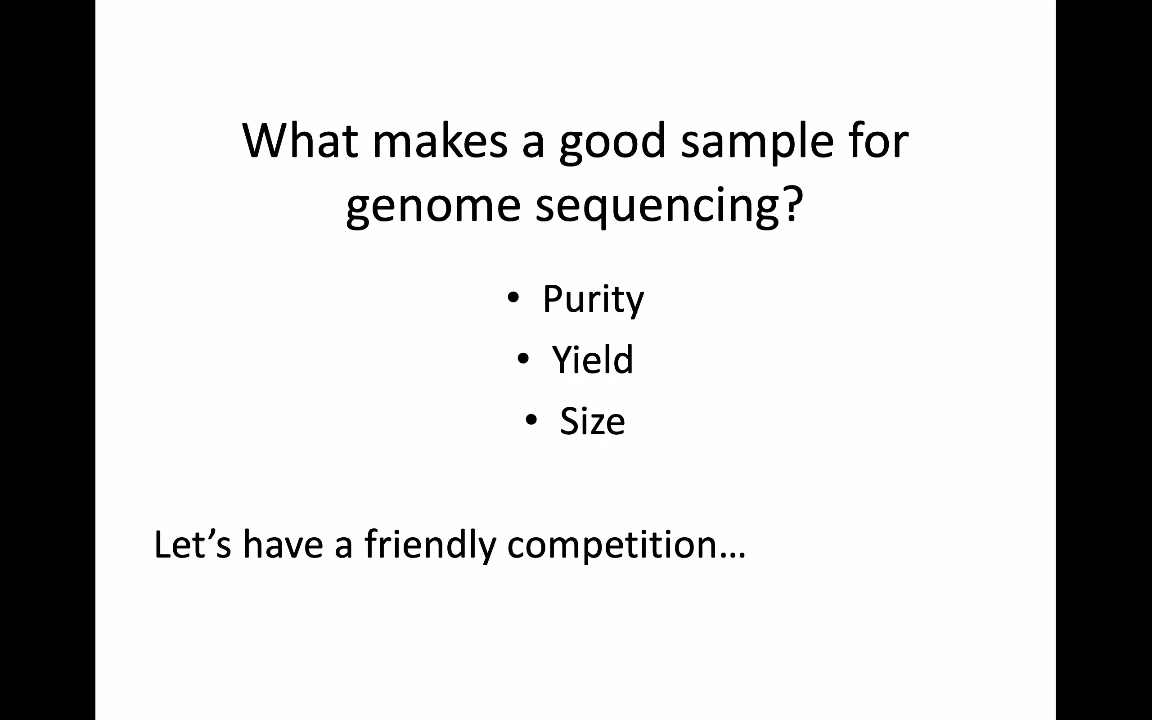 What makes a good sample for
genome sequencing?
• Purity
• Yield
• Size
Let’s have a friendly competition…